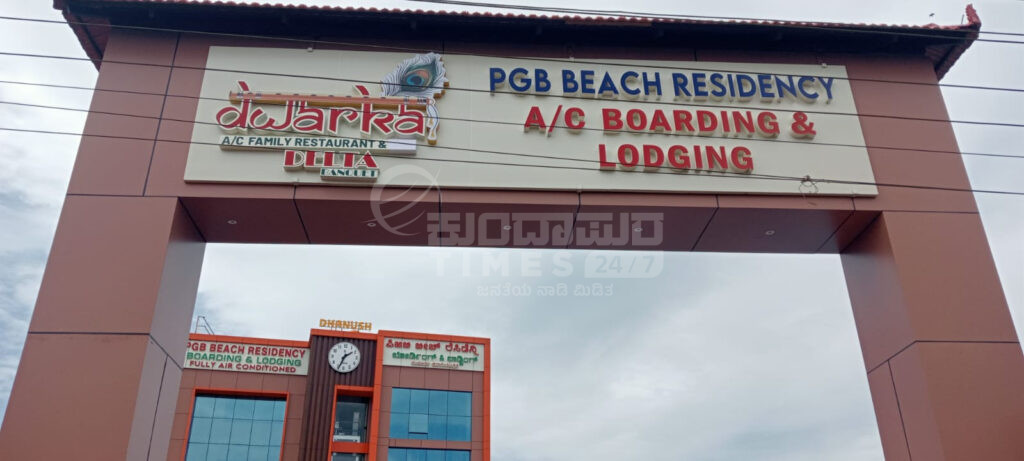 dwarka
A/C FAMILY RESTAURANT &
DELTA
BANQUET
PGB BEACH RESIDENCY
A/C BOARDING &
LODGING
ಕುಂದಾಪುರ
TIMES 24/7
ಜನತೆಯ ನಾಡಿ ಮಿಡಿತ
DHANUSH
PGB BEACH RESIDENCY
BOARDING & LODGING
FULLY AIR CONDITIONED
ಪಿಜಿಬಿ ಬೀಚ್ ರೆಸಿಡೆನ್ಸಿ
ಬೋರ್ಡಿಂಗ್ & ಲಾಡ್ಜಿಂಗ್